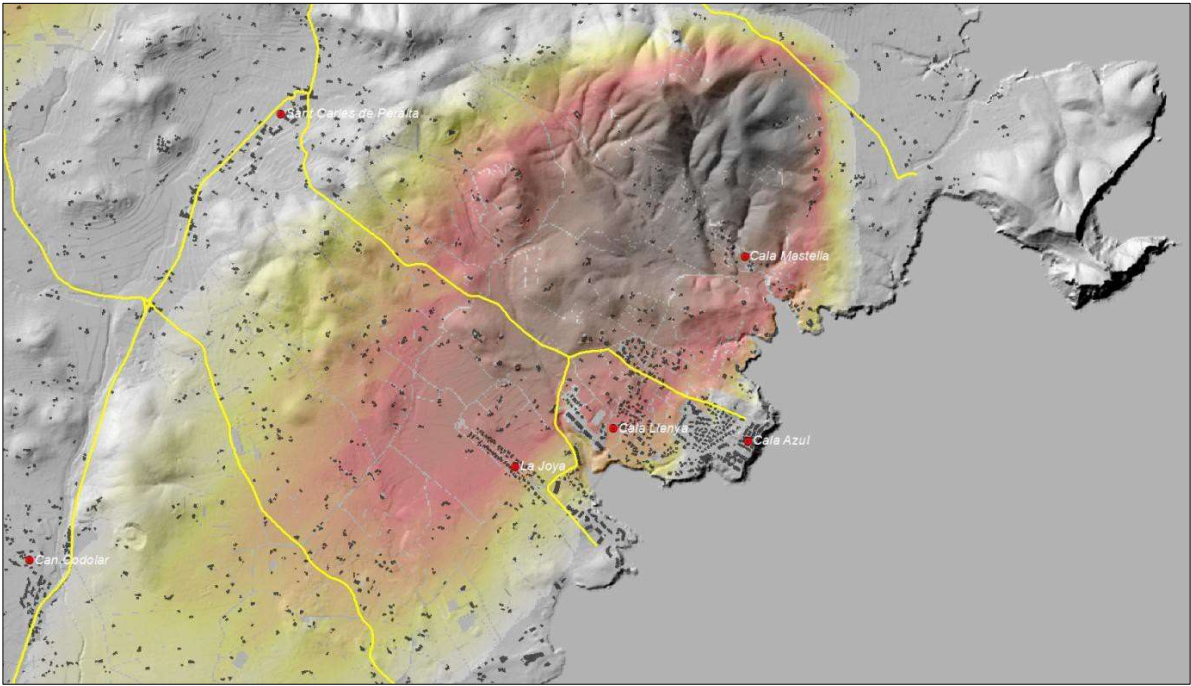 Sant Carles de Peralta
Cala Mastella
Cala Llenya
Cala Azul
La Joya
Can Codolar